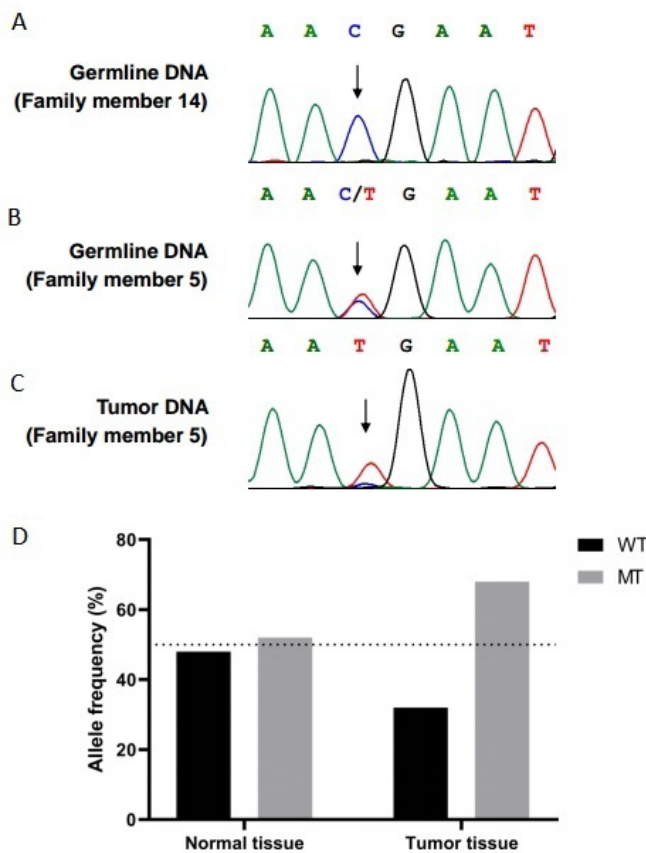 A
A A C G A A T
Germline DNA
(Family member 14)
A A C/T G A A T
B
Germline DNA
(Family member 5)
A A T G A A T
C
Tumor DNA
(Family member 5)
D
80
60
40
20
0
Allele frequency (%)
Normal tissue Tumor tissue
WT
MT